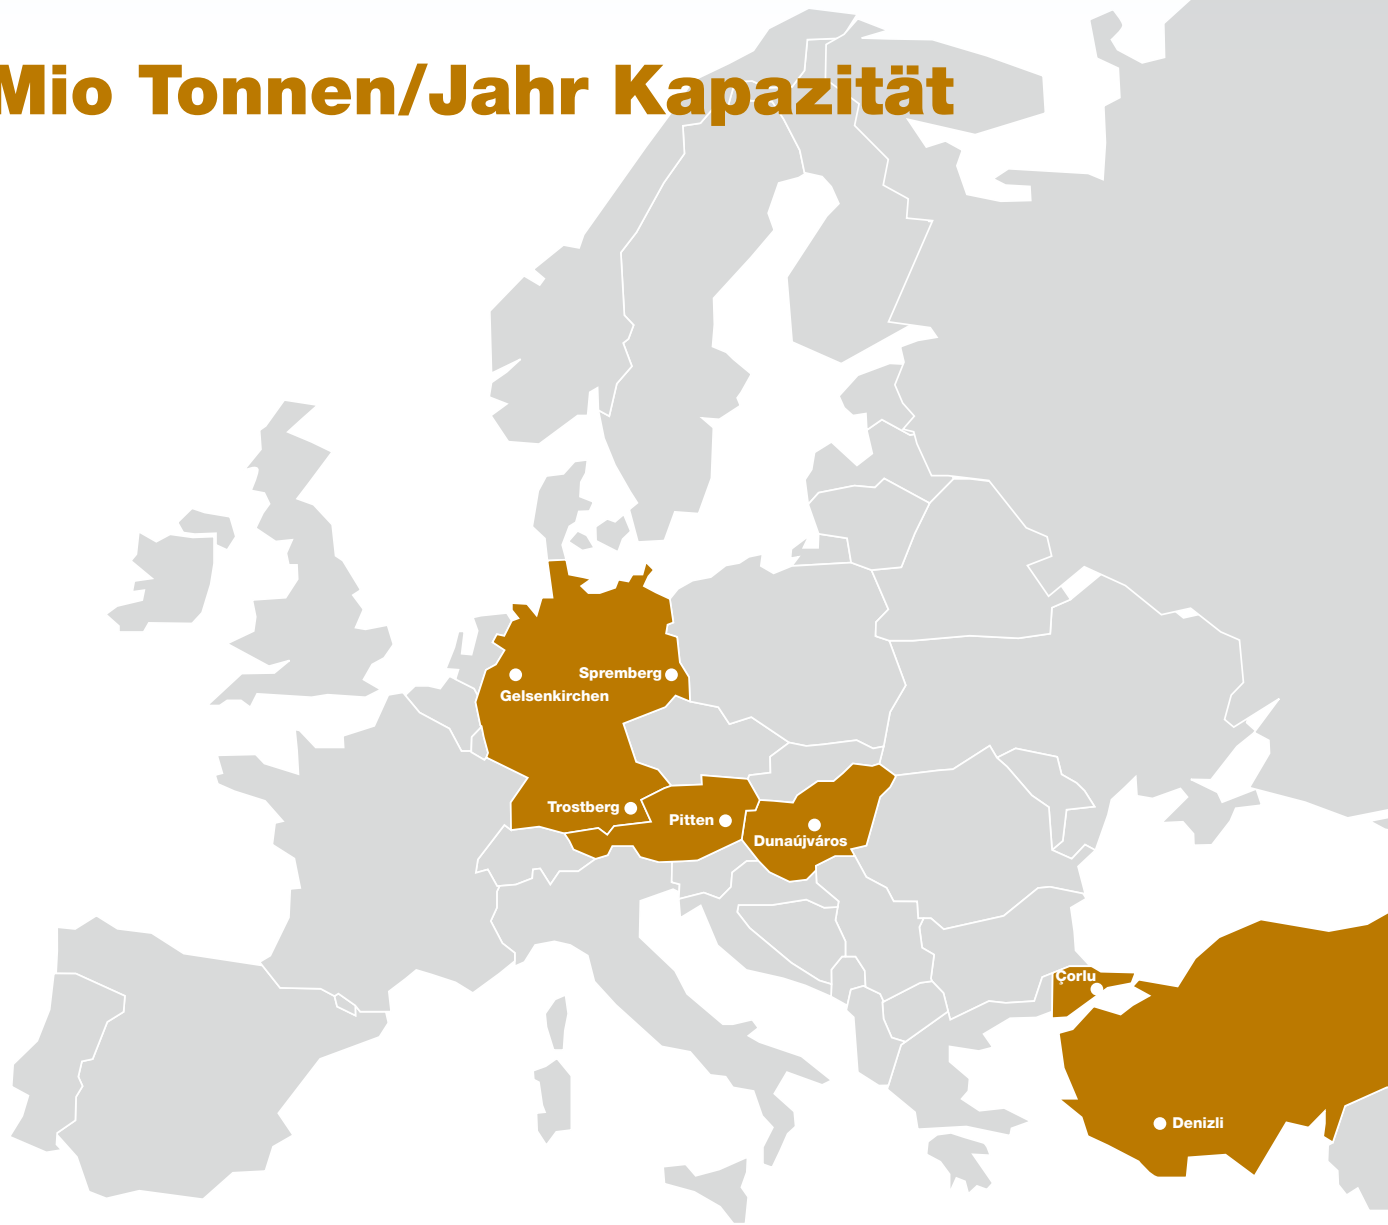 Mio Tonnen/Jahr Kapazität
Spremberg
Gelsenkirchen
Trostberg
Pitten
Dunaújváros
Çorlu
Denizli